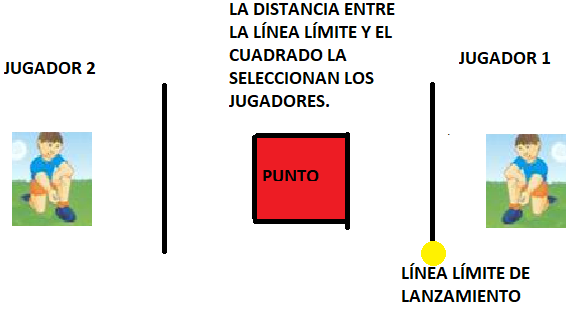 LA DISTANCIA ENTRE
LA LÍNEA LÍMITE Y EL
CUADRADO LA
SELECCIONAN LOS
JUGADORES.
JUGADOR 2
JUGADOR 1
PUNTO
LÍNEA LÍMITE DE
LANZAMIENTO